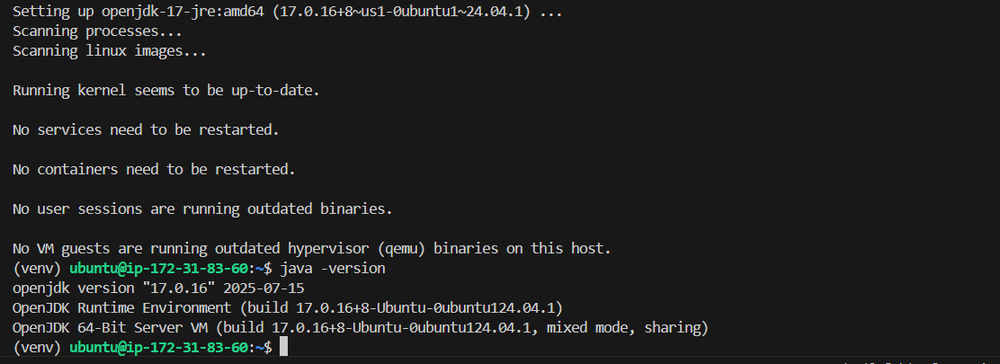 Setting up openjdk-17-jre:amd64 (17.0.16+8~us1-0ubuntu1~24.04.1) ...
Scanning processes...
Scanning linux images...
Running kernel seems to be up-to-date.
No services need to be restarted.
No containers need to be restarted.
No user sessions are running outdated binaries.
No VM guests are running outdated hypervisor (qemu) binaries on this host.
(venv) ubuntu@ip-172-31-83-60:~$ java -version
openjdk version "17.0.16" 2025-07-15
OpenJDK Runtime Environment (build 17.0.16+8-Ubuntu-0ubuntu124.04.1)
OpenJDK 64-Bit Server VM (build 17.0.16+8-Ubuntu-0ubuntu124.04.1, mixed mode, sharing)
(venv) ubuntu@ip-172-31-83-60:~$